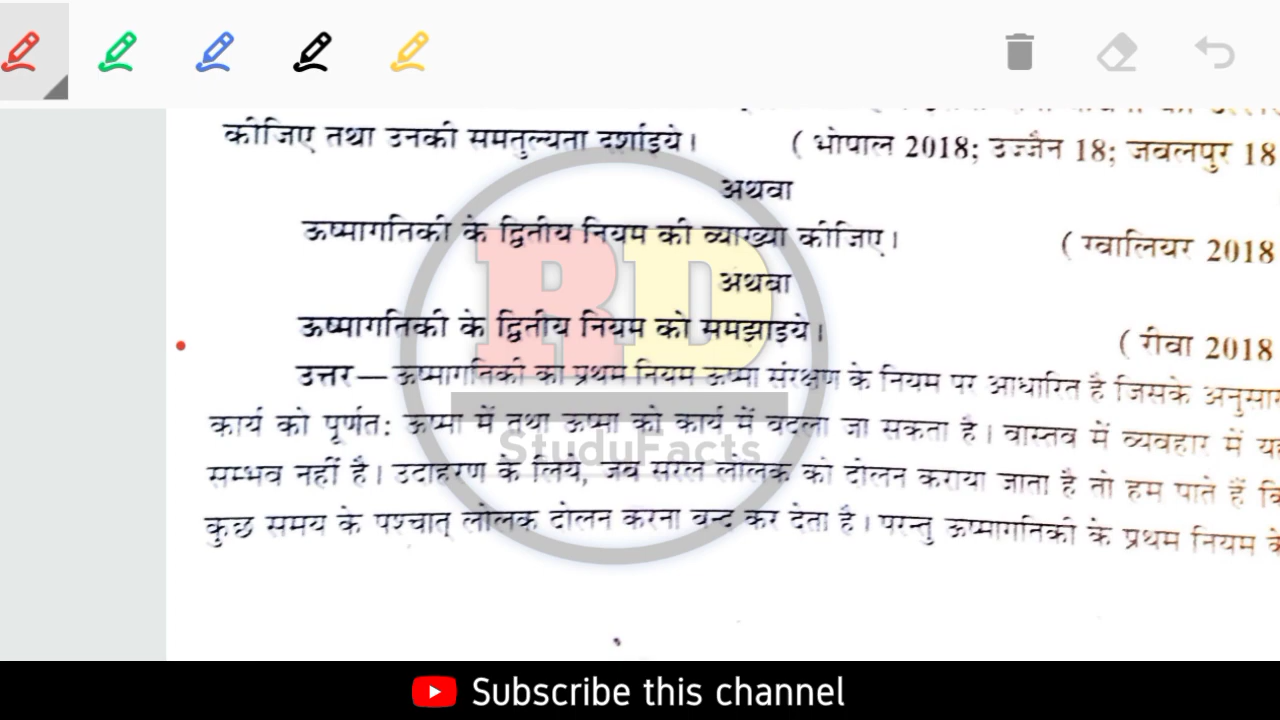 कीजिए तथा उनकी समतुल्यता दर्शाइये। ( भोपाल 2018; उज्जैन 18; जबलपुर 18
अथवा
ऊष्मागतिकी के द्वितीय नियम की व्याख्या कीजिए। ( ग्वालियर 2018
अथवा
ऊष्मागतिकी के द्वितीय नियम को समझाइये। ( रीवा 2018
उत्तर—ऊष्मागतिकी का प्रथम नियम ऊष्मा संरक्षण के नियम पर आधारित है जिसके अनुसार
कार्य को पूर्णत: ऊष्मा में तथा ऊष्मा को कार्य में बदला जा सकता है। वास्तव में व्यवहार में यह
सम्भव नहीं है। उदाहरण के लिये, जब सरल लोलक को दोलन कराया जाता है तो हम पाते हैं
कुछ समय के पश्चात् लोलक दोलन करना बन्द कर देता है। परन्तु ऊष्मागतिकी के प्रथम नियम के
RD
StuduFacts
Subscribe this channel